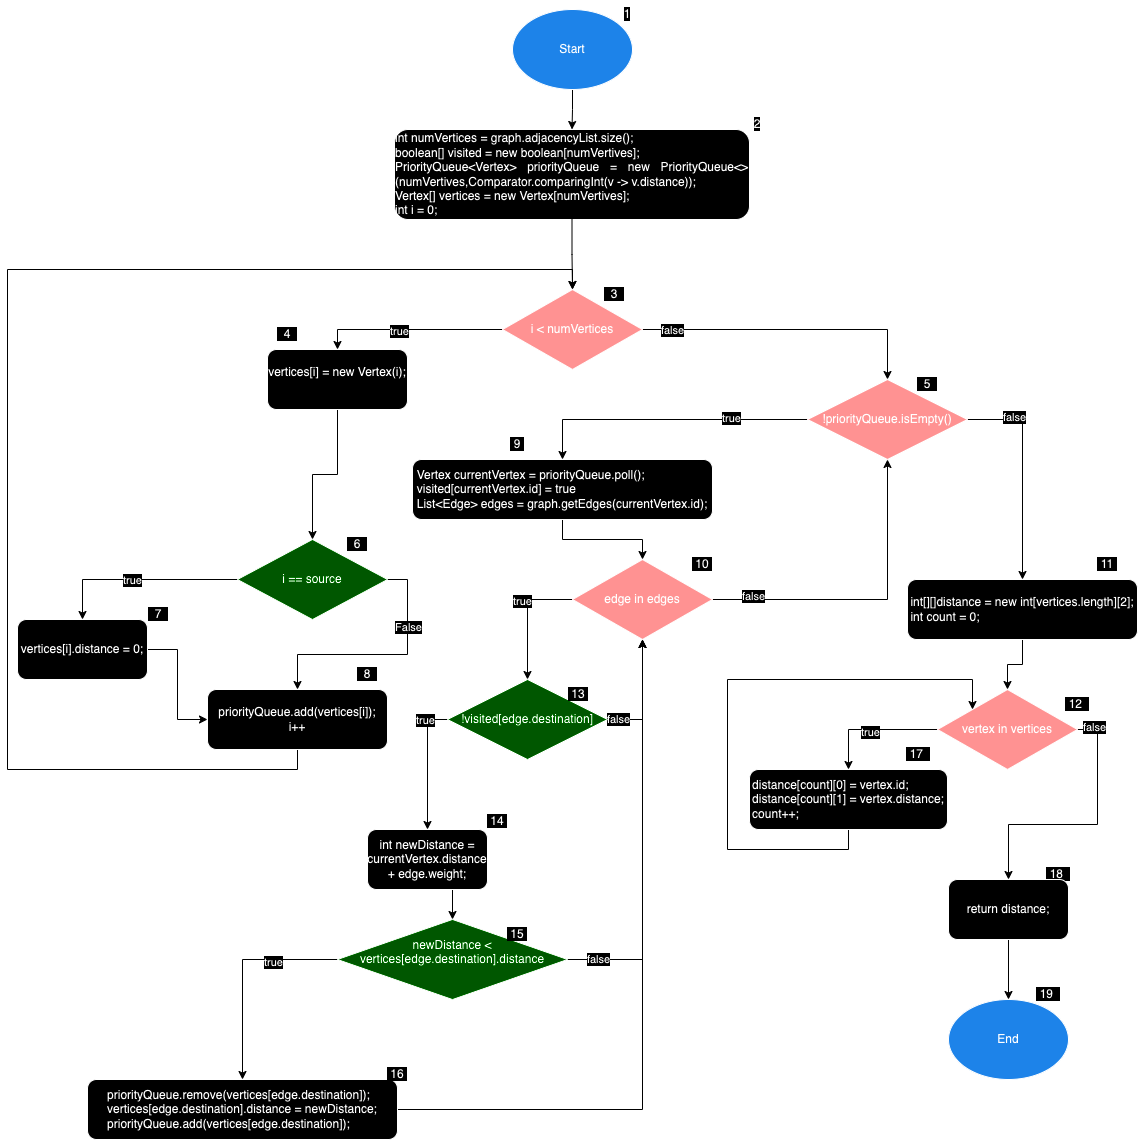 1
Start
2
int numVertices = graph.adjacencyList.size();
boolean[] visited = new boolean[numVertives];
PriorityQueue<Vertex> priorityQueue = new PriorityQueue<>
(numVertives,Comparator.comparingInt(v -> v.distance));
Vertex[] vertices = new Vertex[numVertives];
int i = 0;
3
i < numVertices
true
false
4
vertices[i] = new Vertex(i);
5
!priorityQueue.isEmpty()
true
false
9
Vertex currentVertex = priorityQueue.poll();
visited[currentVertex.id] = true
List<Edge> edges = graph.getEdges(currentVertex.id);
6
i == source
true
False
7
vertices[i].distance = 0;
8
priorityQueue.add(vertices[i]);
i++
10
edge in edges
true
false
11
int[][]distance = new int[vertices.length][2];
int count = 0;
13
!visited[edge.destination]
true
false
12
vertex in vertices
true
false
17
distance[count][0] = vertex.id;
distance[count][1] = vertex.distance;
count++;
14
int newDistance =
currentVertex.distance
+ edge.weight;
15
newDistance <
vertices[edge.destination].distance
true
false
18
return distance;
19
End
16
priorityQueue.remove(vertices[edge.destination]);
vertices[edge.destination].distance = newDistance;
priorityQueue.add(vertices[edge.destination]);